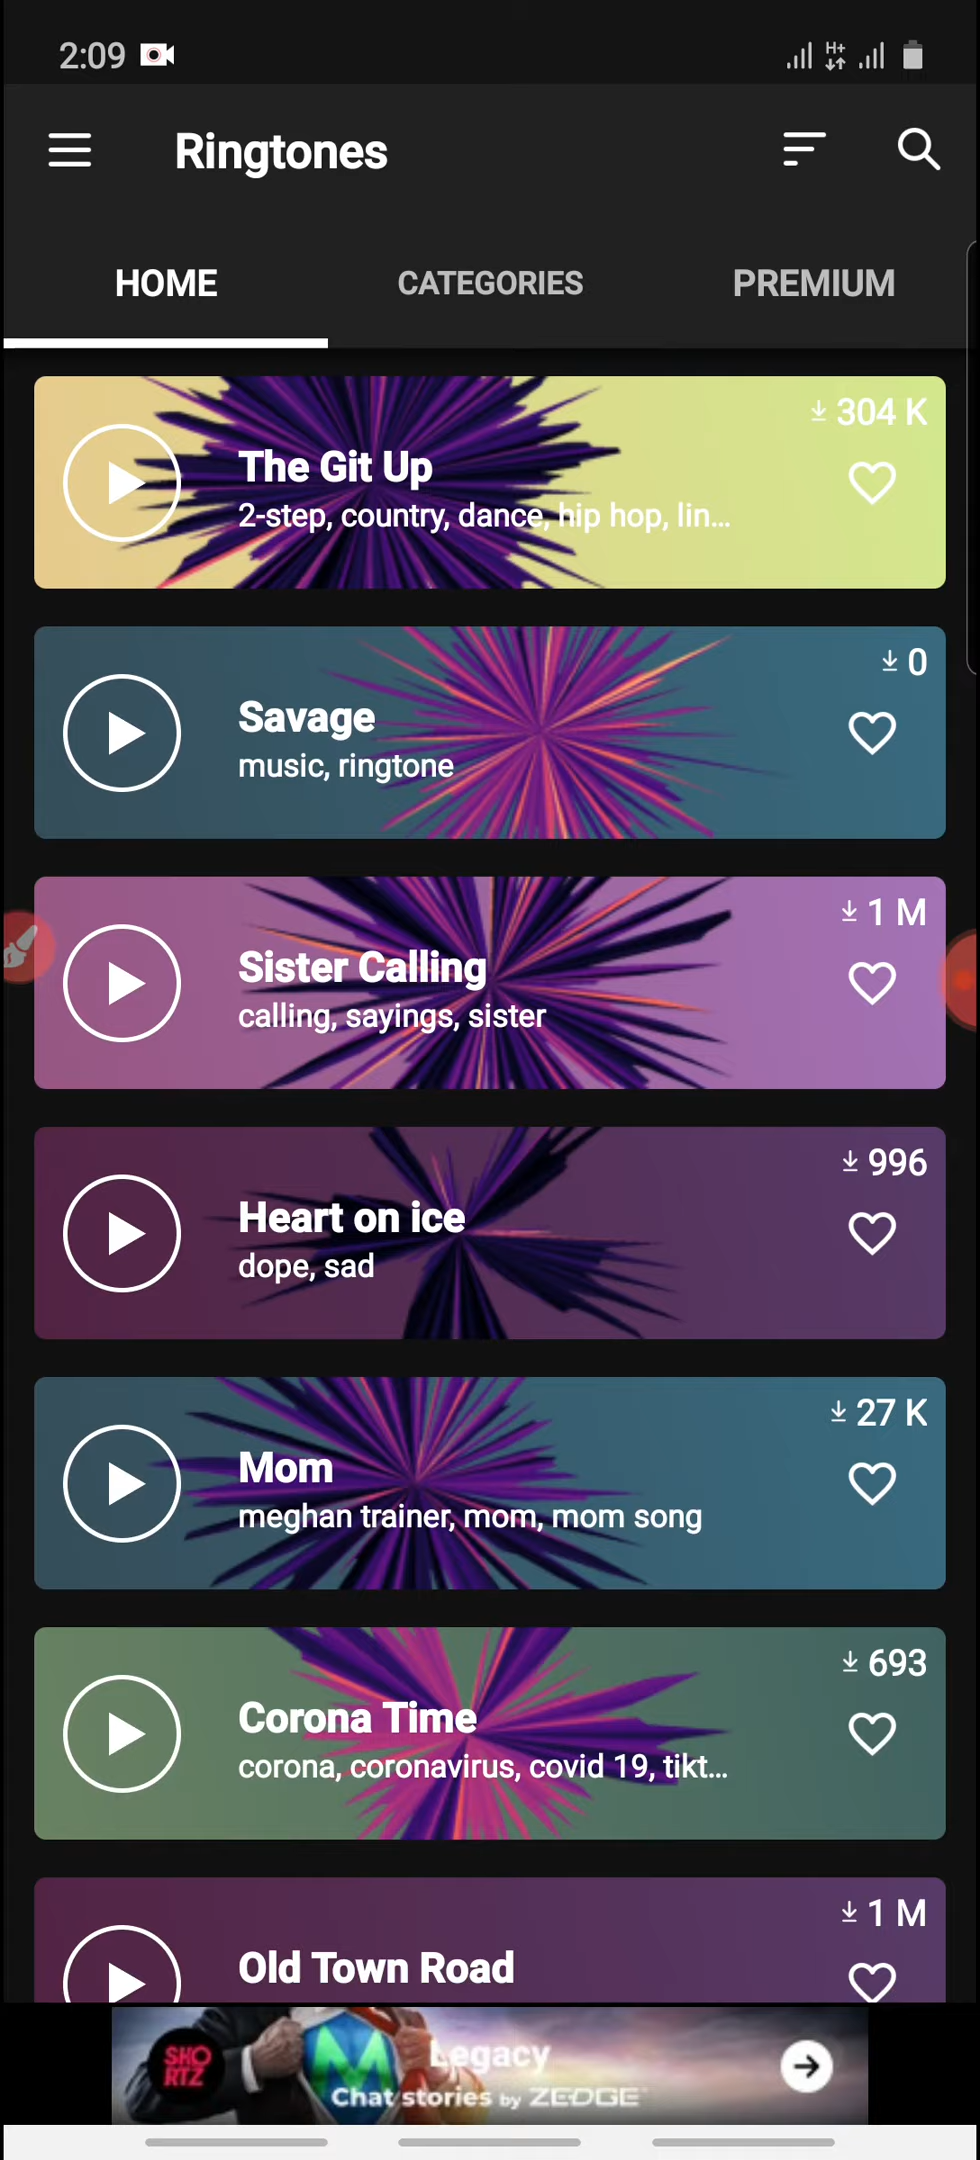 2:09
H+
Ringtones
HOME
CATEGORIES
PREMIUM
304 K
The Git Up
2-step, country, dance, hip hop, lin...
0
Savage
music, ringtone
1 M
Sister Calling
calling, sayings, sister
996
Heart on ice
dope, sad
27 K
Mom
meghan trainer, mom, mom song
693
Corona Time
corona, coronavirus, covid 19, tikt...
1 M
Old Town Road
SHO
RTZ
M
Legacy
Chat stories by ZEDGE